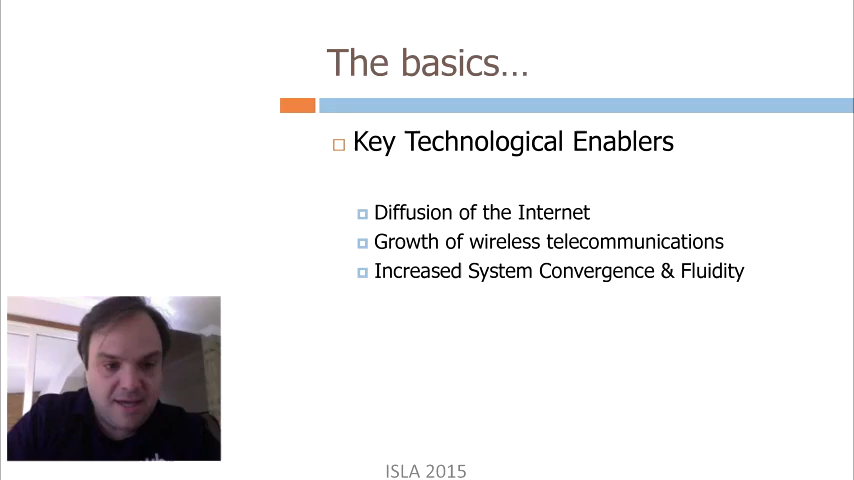 The basics...
Key Technological Enablers
Diffusion of the Internet
Growth of wireless telecommunications
Increased System Convergence & Fluidity
ISLA 2015